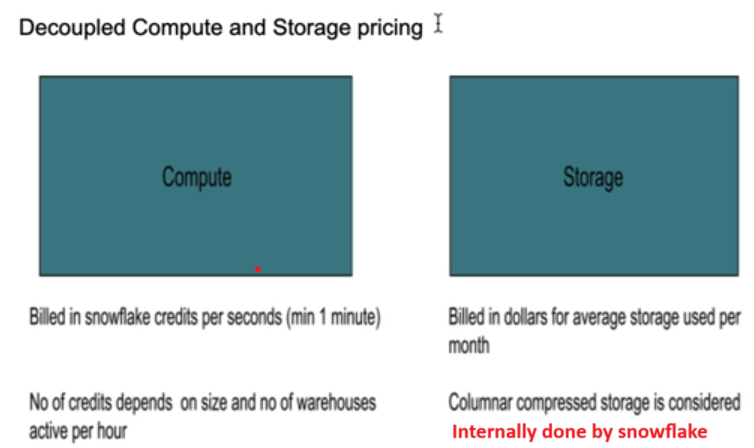 Decoupled Compute and Storage pricing
Compute
Billed in snowflake credits per seconds (min 1 minute)
No of credits depends on size and no of warehouses
active per hour
Storage
Billed in dollars for average storage used per
month
Columnar compressed storage is considered
Internally done by snowflake